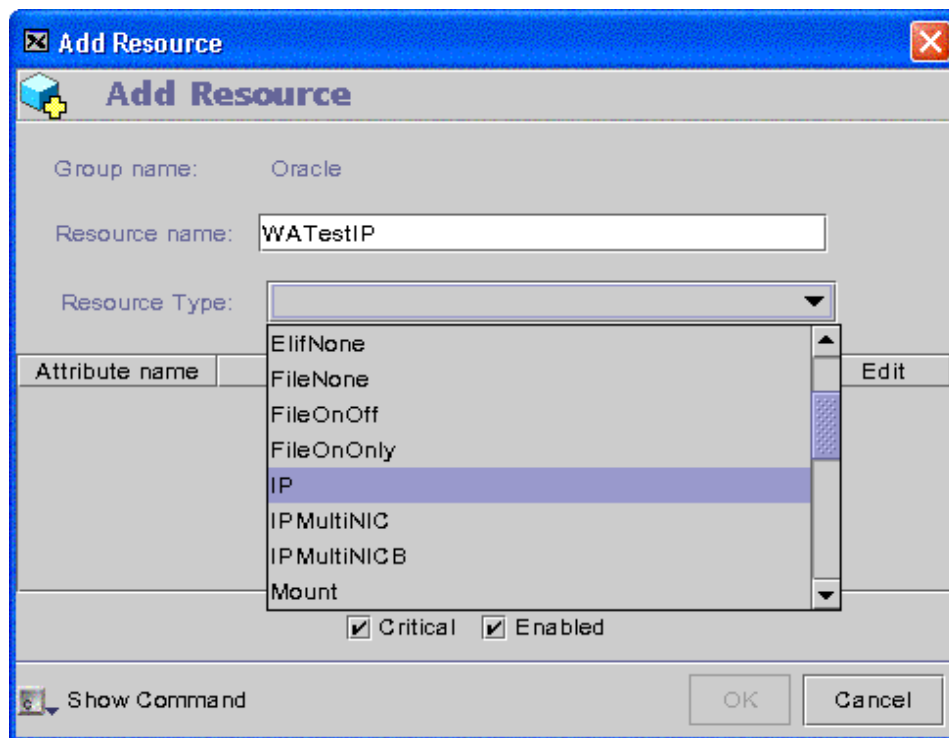 Add Resource
Add Resource
Group name: Oracle
Resource name: WATestIP
Resource Type:
ElifNone
Attribute name Edit
FileNone
FileOnOff
FileOnOnly
IP
IPMultiNIC
IPMultiNICB
Mount
Critical Enabled
c Show Command OK Cancel